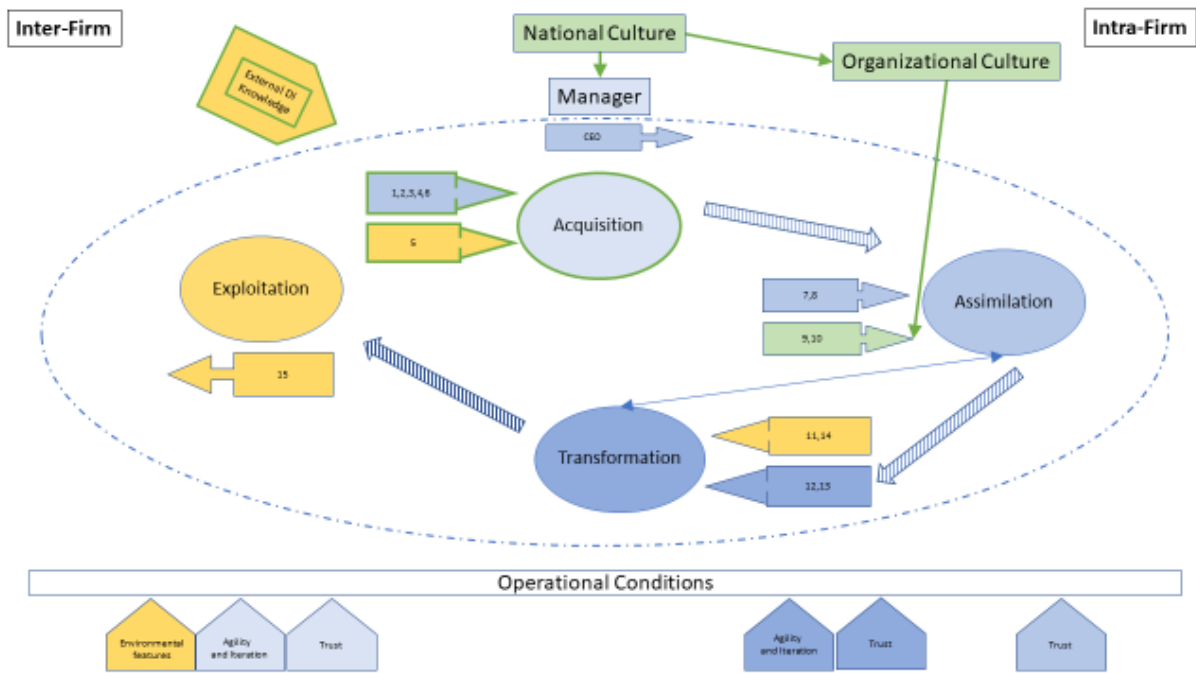 Inter-Firm
National Culture
Intra-Firm
Organizational Culture
External DI
Knowledge
Manager
CEO
1,2,3,4,6
5
Acquisition
Exploitation
7,8
Assimilation
9,10
15
11,14
Transformation
12,13
Operational Conditions
Environmental
features
Agility
and Iteration
Trust
Agility
and Iteration
Trust
Trust